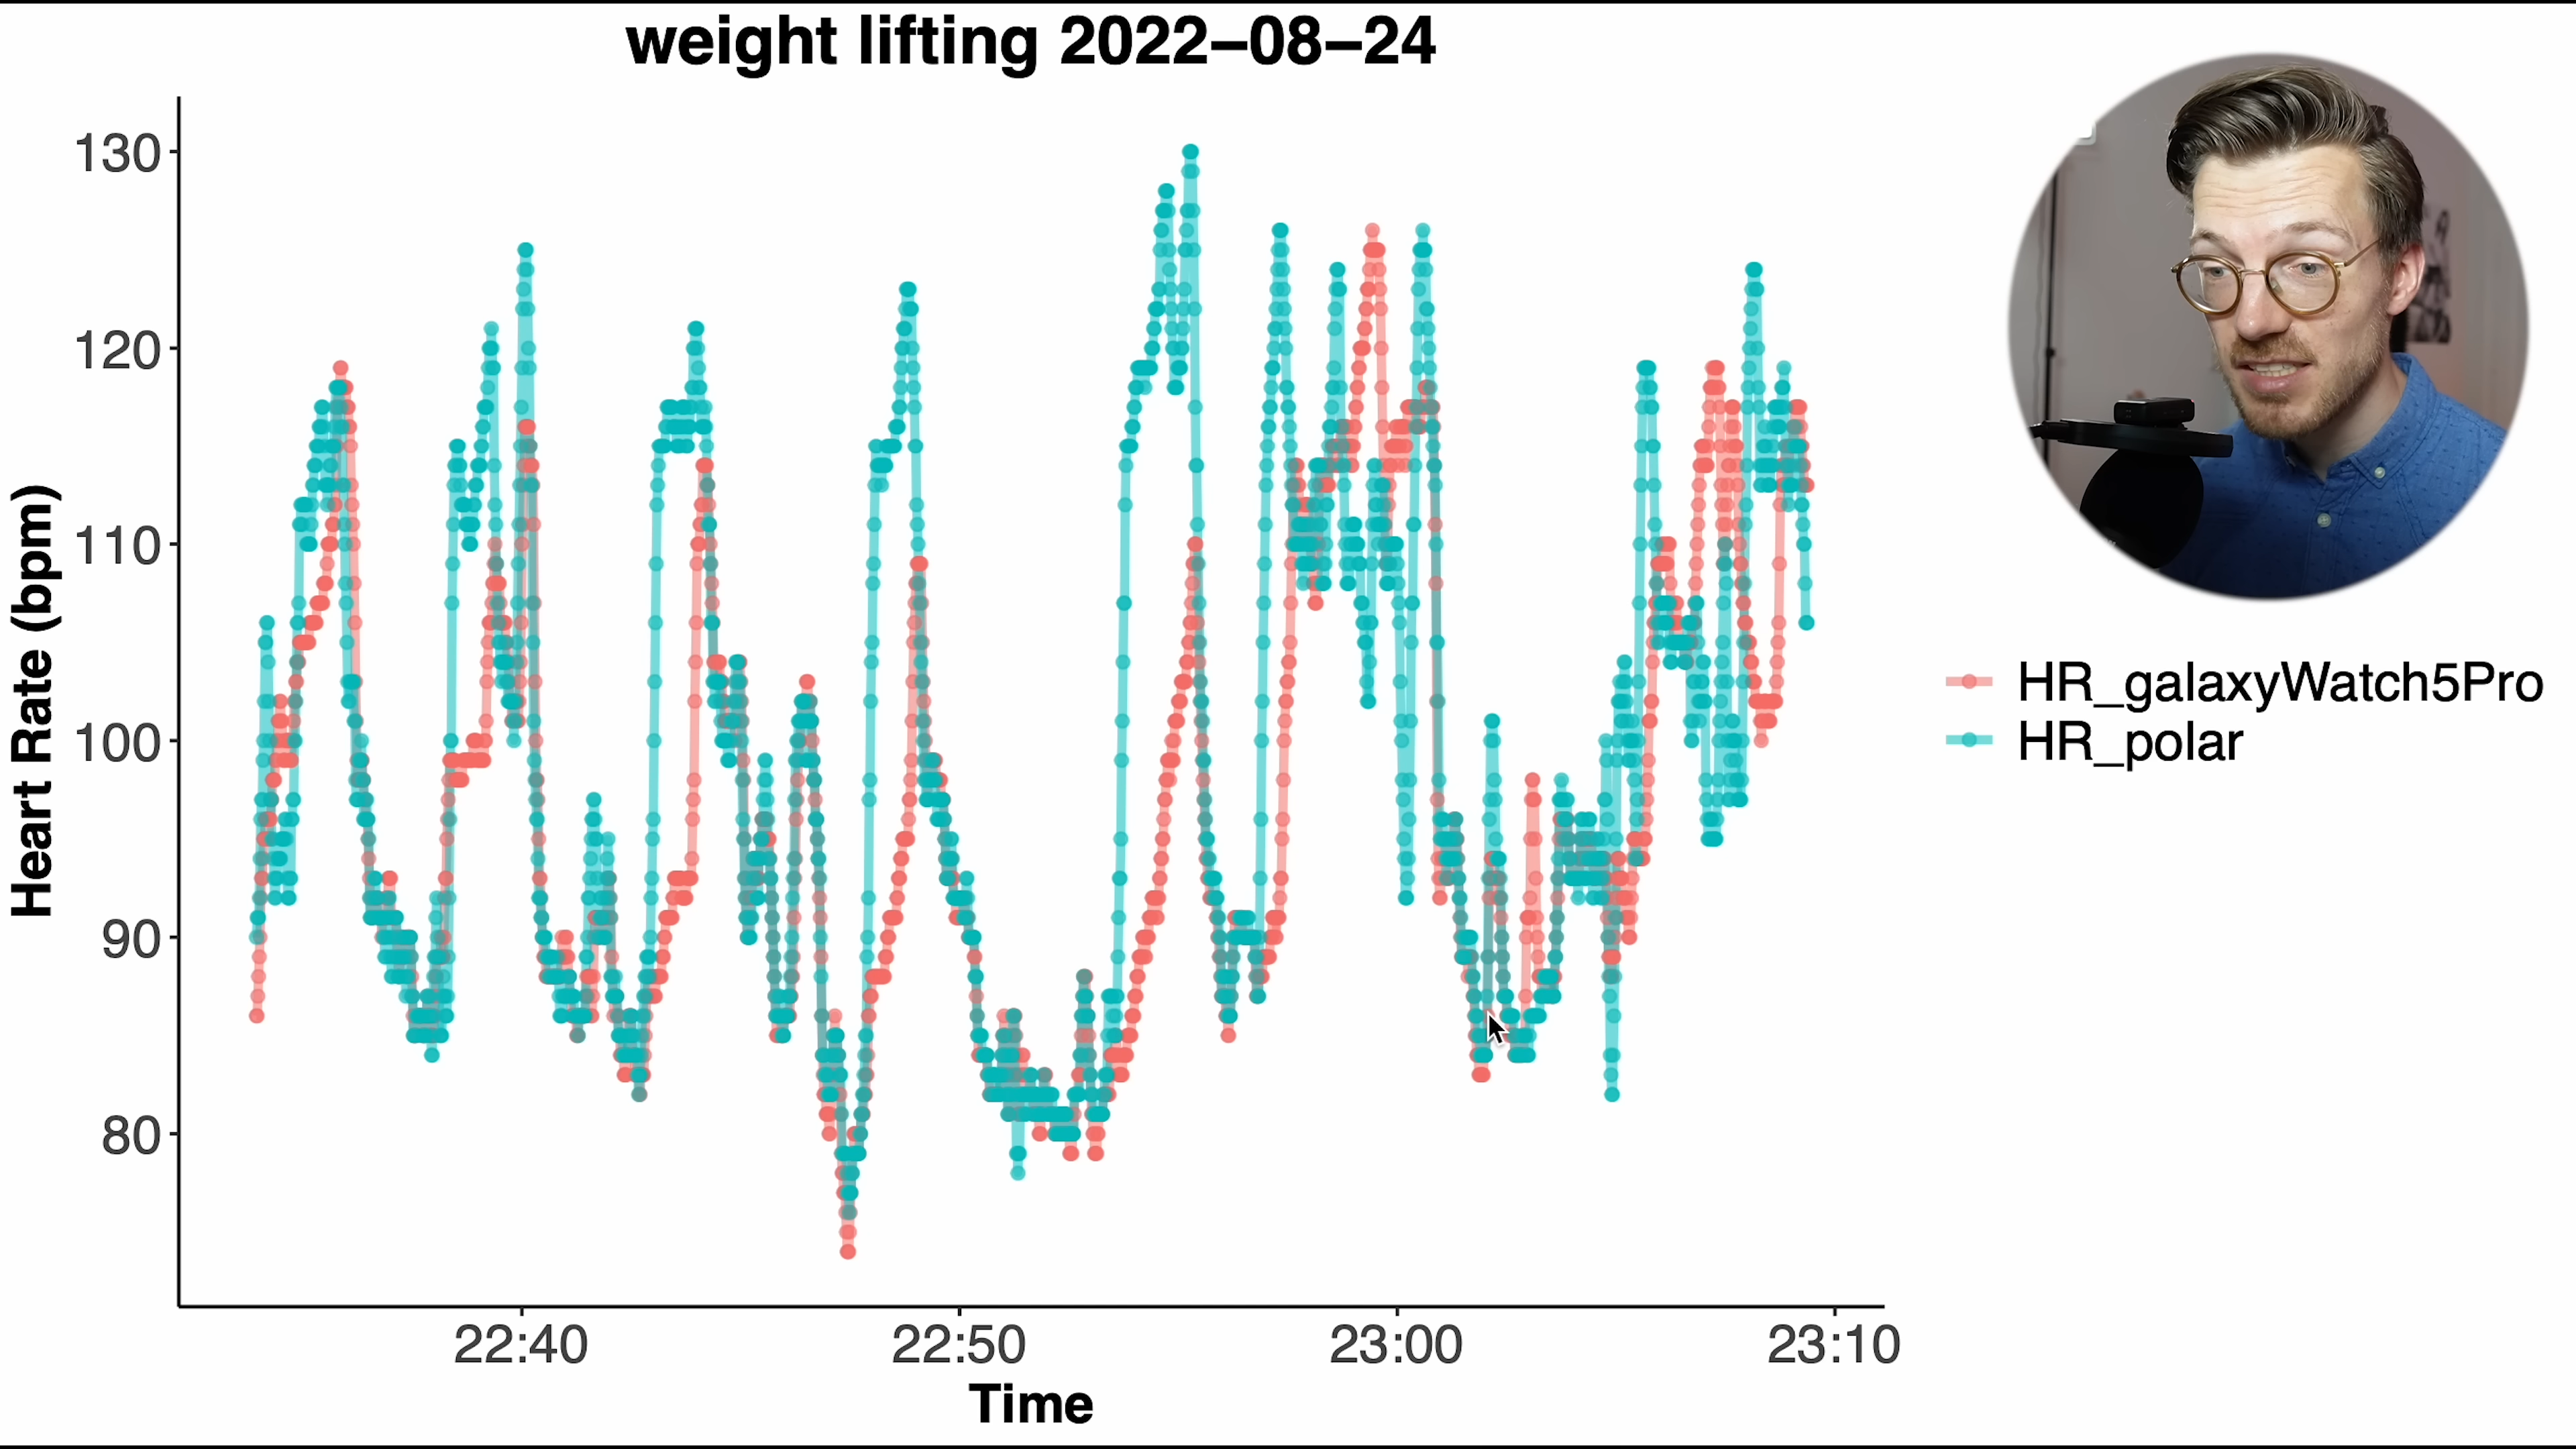 weight lifting 2022–08–24
Heart Rate (bpm)
130
120
110
100
90
80
22:40
22:50
23:00
23:10
Time
HR_galaxyWatch5Pro
HR_polar